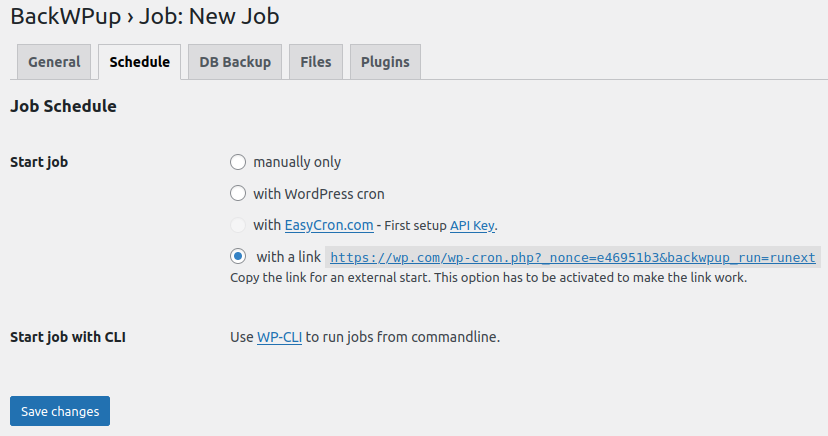 BackWPup › Job: New Job
General Schedule DB Backup Files Plugins
Job Schedule
Start job
manually only
with WordPress cron
with EasyCron.com - First setup API Key.
with a link https://wp.com/wp-cron.php?_nonce=e46951b3&backwpup_run=runext
Copy the link for an external start. This option has to be activated to make the link work.
Start job with CLI
Use WP-CLI to run jobs from commandline.
Save changes